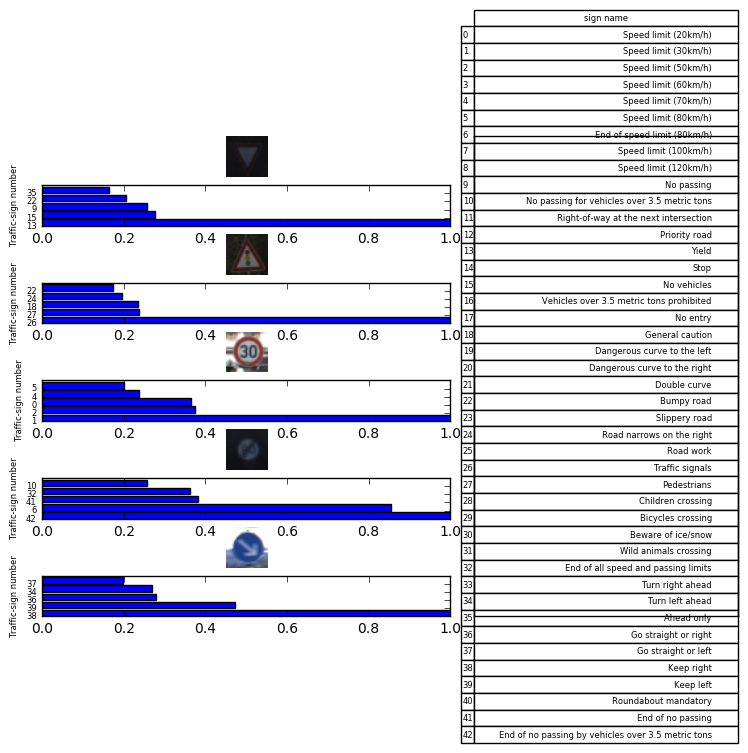 Traffic-sign number
35
22
9
15
13
0.0 0.2 0.4 0.6 0.8 1.0
Traffic-sign number
22
24
18
27
26
0.0 0.2 0.4 0.6 0.8 1.0
30
Traffic-sign number
5
4
0
2
1
0.0 0.2 0.4 0.6 0.8 1.0
Traffic-sign number
10
32
41
6
42
0.0 0.2 0.4 0.6 0.8 1.0
Traffic-sign number
37
34
36
39
38
0.0 0.2 0.4 0.6 0.8 1.0
sign name
0 Speed limit (20km/h)
1 Speed limit (30km/h)
2 Speed limit (50km/h)
3 Speed limit (60km/h)
4 Speed limit (70km/h)
5 Speed limit (80km/h)
6 End of speed limit (80km/h)
7 Speed limit (100km/h)
8 Speed limit (120km/h)
9 No passing
10 No passing for vehicles over 3.5 metric tons
11 Right-of-way at the next intersection
12 Priority road
13 Yield
14 Stop
15 No vehicles
16 Vehicles over 3.5 metric tons prohibited
17 No entry
18 General caution
19 Dangerous curve to the left
20 Dangerous curve to the right
21 Double curve
22 Bumpy road
23 Slippery road
24 Road narrows on the right
25 Road work
26 Traffic signals
27 Pedestrians
28 Children crossing
29 Bicycles crossing
30 Beware of ice/snow
31 Wild animals crossing
32 End of all speed and passing limits
33 Turn right ahead
34 Turn left ahead
35 Ahead only
36 Go straight or right
37 Go straight or left
38 Keep right
39 Keep left
40 Roundabout mandatory
41 End of no passing
42 End of no passing by vehicles over 3.5 metric tons